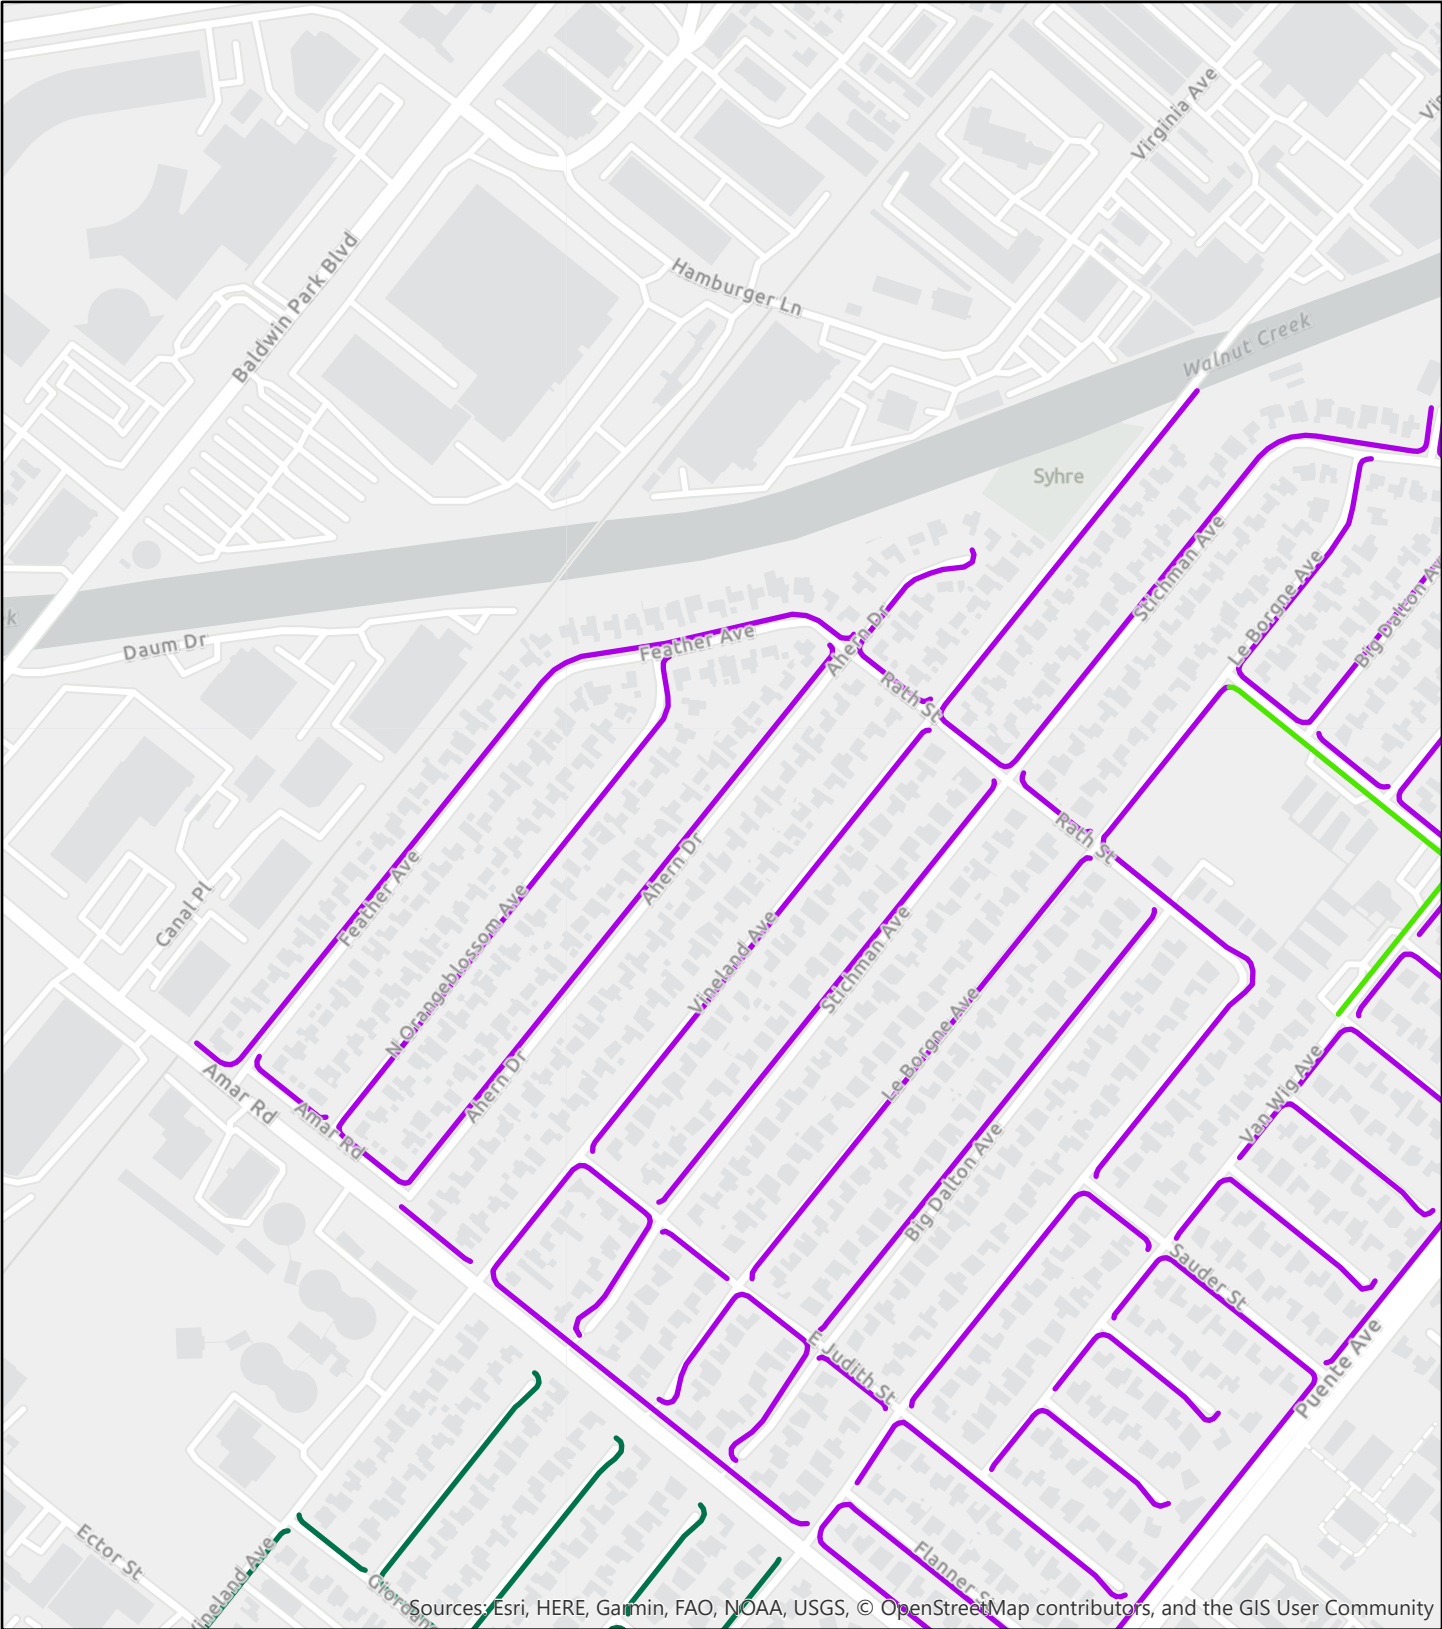 Virginia Ave
Vir
Baldwin Park Blvd
Hamburger Ln
Walnut Creek
Syhre
k
Daum Dr
Feather Ave
Ahern Dr
Stichman Ave
Le Borgne Ave
Big Dalton Av
Rath St
Rath St
Canal Pl
Feather Ave
N Orangeblossom Ave
Ahern Dr
Vineland Ave
Stichman Ave
Le Borgne Ave
Amar Rd
Amar Rd
Ahern Dr
Big Dalton Ave
Van Wig Ave
Sauder St
E Judith St
Puente Ave
Ector St
Vineland Ave
Giordan
Flanner S
Sources: Esri, HERE, Garmin, FAO, NOAA, USGS, © OpenStreetMap contributors, and the GIS User Community